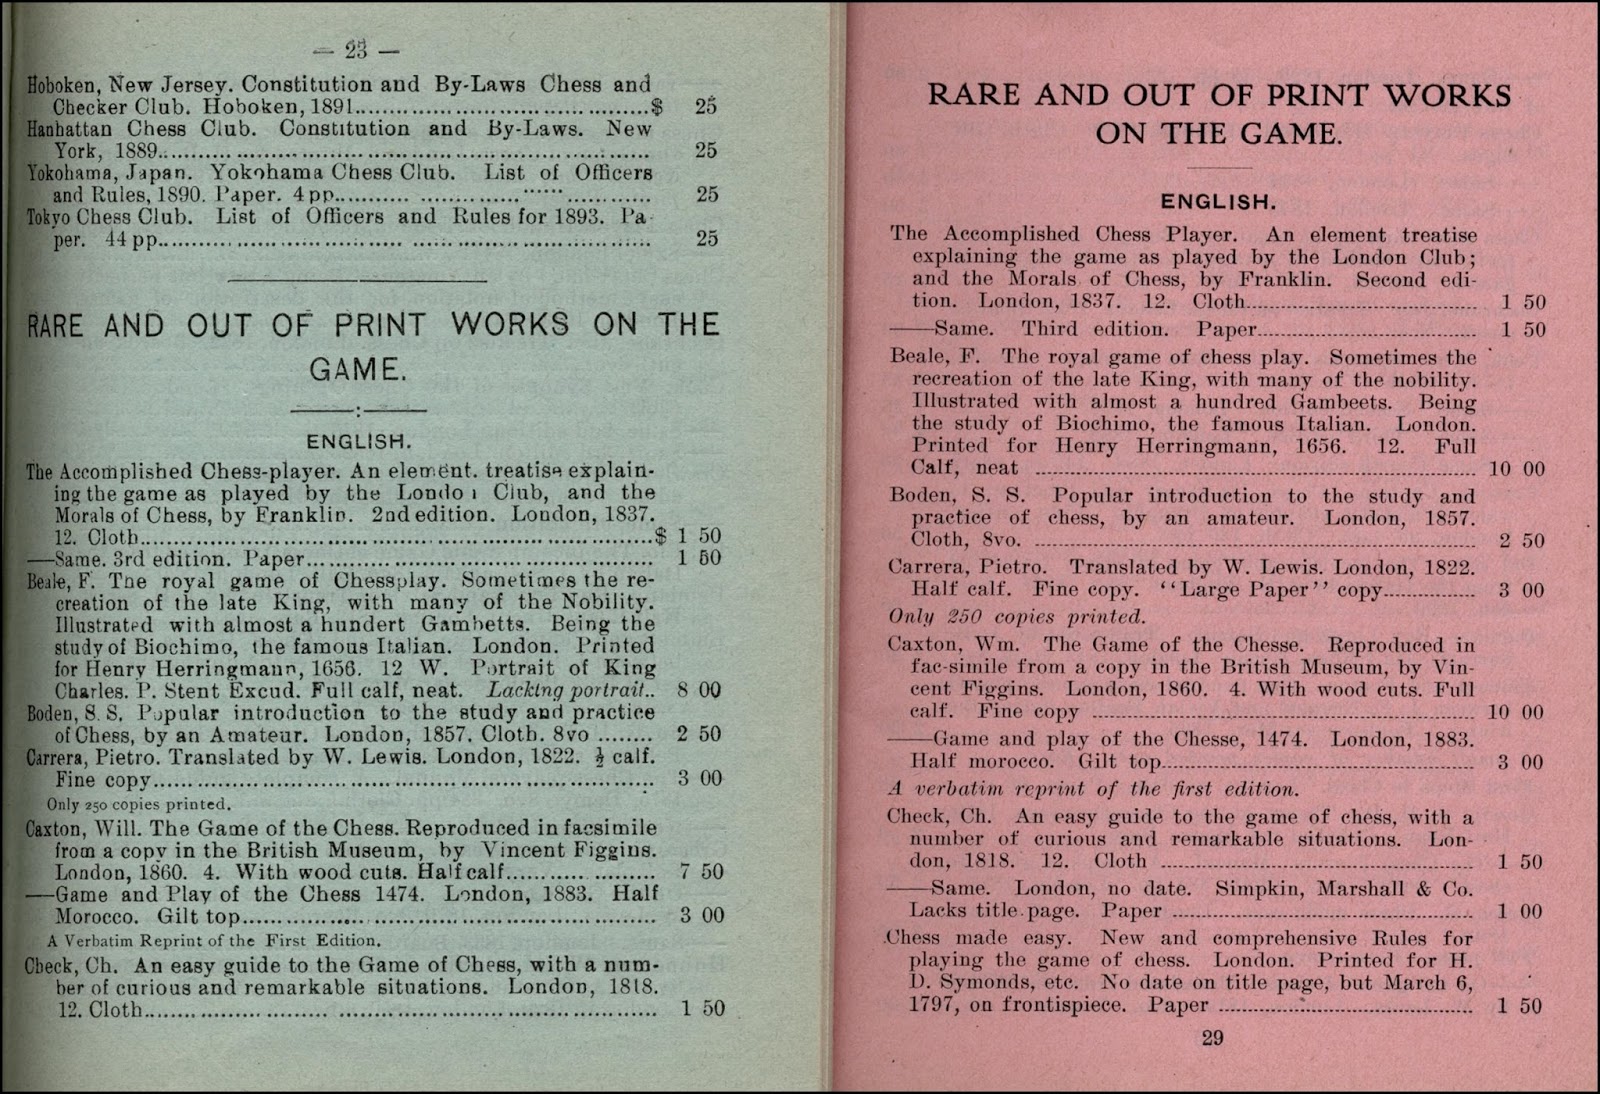 — 23 —
Hoboken, New Jersey. Constitution and By-Laws Chess and
Checker Club. Hoboken, 1891........$ 25
Hanhattan Chess Club. Constitution and By-Laws. New
York, 1889........ 25
Yokohama, Japan. Yokohama Chess Club. List of Officers
and Rules, 1890. Paper. 4 pp........ 25
Tokyo Chess Club. List of Officers and Rules for 1893. Pa-
per. 44 pp........ 25
RARE AND OUT OF PRINT WORKS ON THE
GAME.
ENGLISH.
The Accomplished Chess-player. An element. treatise explain-
ing the game as played by the London Club, and the
Morals of Chess, by Franklin. 2nd edition. London, 1837.
12. Cloth........$ 1 50
—Same. 3rd edition. Paper........ 1 50
Beale, F. The royal game of Chessplay. Sometimes the re-
creation of the late King, with many of the Nobility.
Illustrated with almost a hundert Gambetts. Being the
study of Biochimo, the famous Italian. London. Printed
for Henry Herringmann, 1656. 12 W. Portrait of King
Charles. P. Stent Excud. Full calf, neat. Lacking portrait.. 8 00
Boden, S. S. Popular introduction to the study and practice
of Chess, by an Amateur. London, 1857. Cloth. 8vo ........ 2 50
Carrera, Pietro. Translated by W. Lewis. London, 1822. ½ calf.
Fine copy........ 3 00
Only 250 copies printed.
Caxton, Will. The Game of the Chess. Reproduced in facsimile
from a copy in the British Museum, by Vincent Figgins.
London, 1860. 4. With wood cuts. Half calf........ 7 50
—Game and Play of the Chess 1474. London, 1883. Half
Morocco. Gilt top........ 3 00
A Verbatim Reprint of the First Edition.
Check, Ch. An easy guide to the Game of Chess, with a num-
ber of curious and remarkable situations. London, 1818.
12. Cloth........ 1 50
RARE AND OUT OF PRINT WORKS
ON THE GAME.
ENGLISH.
The Accomplished Chess Player. An element treatise
explaining the game as played by the London Club;
and the Morals of Chess, by Franklin. Second edi-
tion. London, 1837. 12. Cloth........ 1 50
——Same. Third edition. Paper........ 1 50
Beale, F. The royal game of chess play. Sometimes the
recreation of the late King, with many of the nobility.
Illustrated with almost a hundred Gambeets. Being
the study of Biochimo, the famous Italian. London.
Printed for Henry Herringmann, 1656. 12. Full
Calf, neat ........ 10 00
Boden, S. S. Popular introduction to the study and
practice of chess, by an amateur. London, 1857.
Cloth, 8vo. ........ 2 50
Carrera, Pietro. Translated by W. Lewis. London, 1822.
Half calf. Fine copy. ‘‘Large Paper’’ copy........ 3 00
Only 250 copies printed.
Caxton, Wm. The Game of the Chesse. Reproduced in
fac-simile from a copy in the British Museum, by Vin-
cent Figgins. London, 1860. 4. With wood cuts. Full
calf. Fine copy ........ 10 00
——Game and play of the Chesse, 1474. London, 1883.
Half morocco. Gilt top........ 3 00
A verbatim reprint of the first edition.
Check, Ch. An easy guide to the game of chess, with a
number of curious and remarkable situations. Lon-
don, 1818. 12. Cloth ........ 1 50
——Same. London, no date. Simpkin, Marshall & Co.
Lacks title page. Paper ........ 1 00
Chess made easy. New and comprehensive Rules for
playing the game of chess. London. Printed for H.
D. Symonds, etc. No date on title page, but March 6,
1797, on frontispiece. Paper ........ 1 50
29